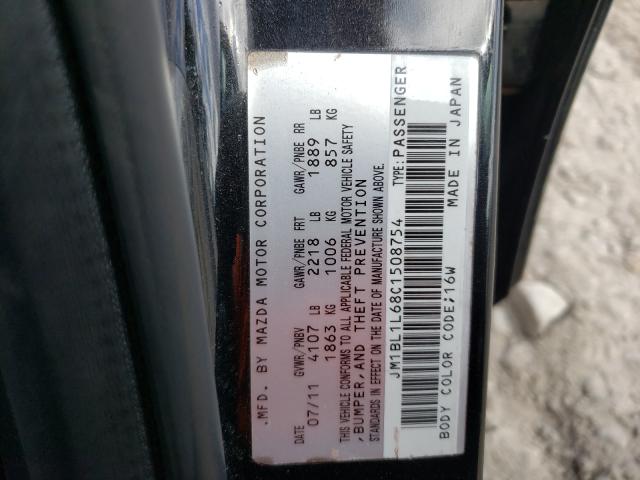 MFD. BY MAZDA MOTOR CORPORATION
DATE GVWR/PNBV GAWR/PNBE FRT GAWR/PNBE RR
07/11 4107 LB 2218 LB 1889 LB
1863 KG 1006 KG 857 KG
THIS VEHICLE CONFORMS TO ALL APPLICABLE FEDERAL MOTOR VEHICLE SAFETY
, BUMPER, AND THEFT PREVENTION
STANDARDS IN EFFECT ON THE DATE OF MANUFACTURE SHOWN ABOVE.
JM1BL1L68C1508754 TYPE: PASSENGER
BODY COLOR CODE;16W MADE IN JAPAN